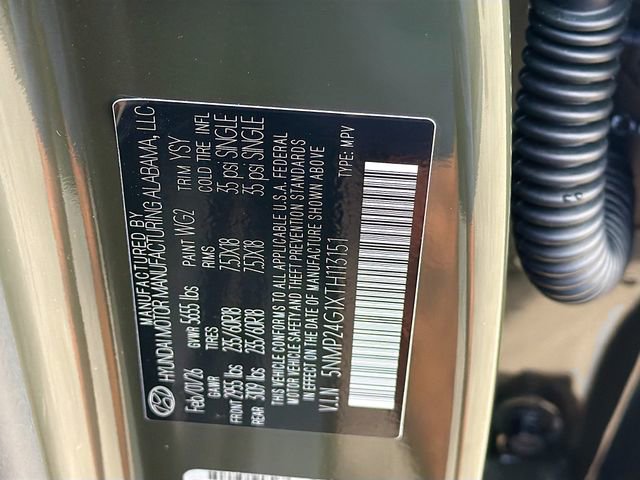 MANUFACTURED BY
HYUNDAI MOTOR MANUFACTURING ALABAMA, LLC
Feb/01/26 GVWR 5655 lbs PAINT WG2 TRIM YSY
GAWR TIRES RIMS COLD TIRE INFL
FRONT 2795 lbs 235/60R18 7.5JX18 35 psi SINGLE
REAR 3109 lbs 235/60R18 7.5JX18 35 psi SINGLE
THIS VEHICLE CONFORMS TO ALL APPLICABLE U.S.A. FEDERAL
MOTOR VEHICLE SAFETY AND THEFT PREVENTION STANDARDS
IN EFFECT ON THE DATE OF MANUFACTURE SHOWN ABOVE
V.I.N. 5NMP24G1XTH113151 TYPE: MPV